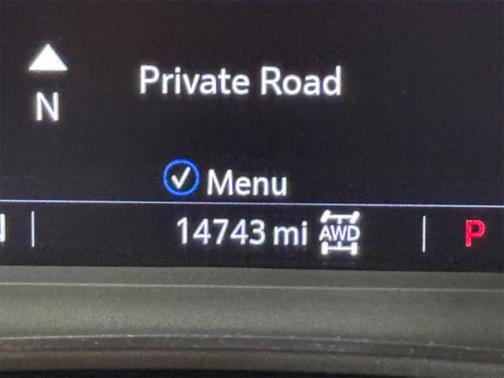 Private Road
N
Menu
14743 mi AWD P